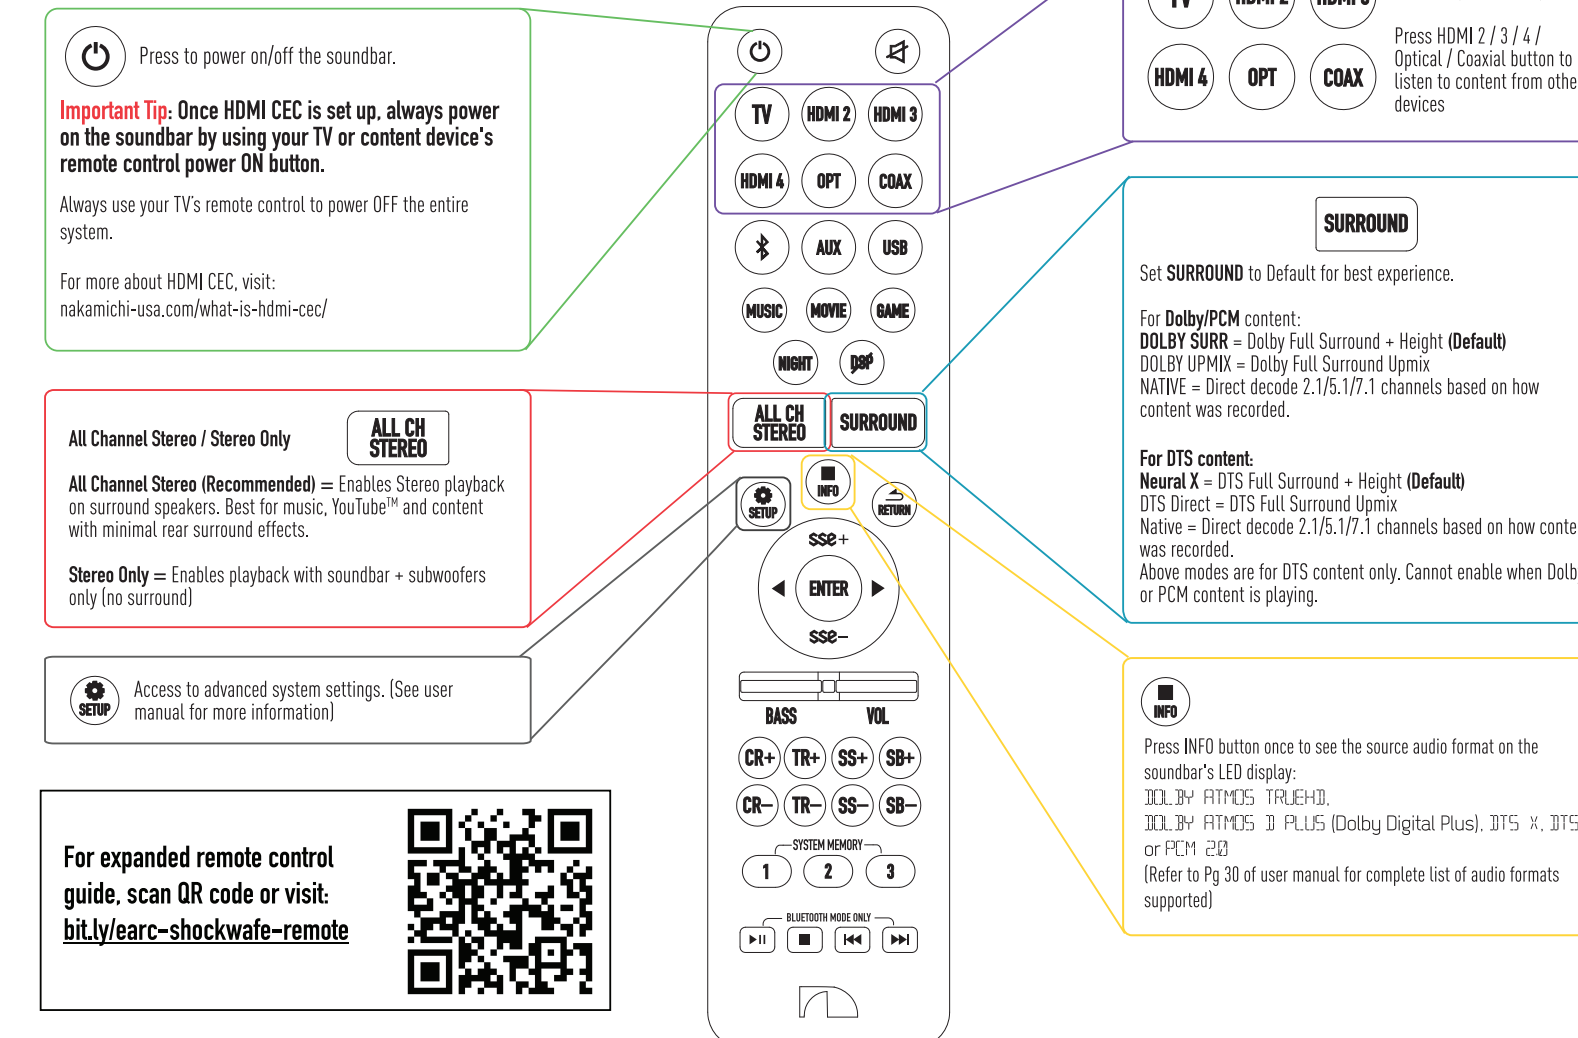 Press to power on/off the soundbar.
Important Tip: Once HDMI CEC is set up, always power
on the soundbar by using your TV or content device's
remote control power ON button.
Always use your TV's remote control to power OFF the entire
system.
For more about HDMI CEC, visit:
nakamichi-usa.com/what-is-hdmi-cec/
All Channel Stereo / Stereo Only
ALL CH
STEREO
All Channel Stereo (Recommended) = Enables Stereo playback
on surround speakers. Best for music, YouTube™ and content
with minimal rear surround effects.
Stereo Only = Enables playback with soundbar + subwoofers
only (no surround)
SETUP
Access to advanced system settings. (See user
manual for more information)
For expanded remote control
guide, scan QR code or visit:
bit.ly/earc-shockwafe-remote
TV HDMI 2 HDMI 3
HDMI 4 OPT COAX
AUX USB
MUSIC MOVIE GAME
NIGHT DSP
ALL CH
STEREO
SURROUND
INFO
SETUP
RETURN
sse+
ENTER
sse-
BASS VOL
CR+ TR+ SS+ SB+
CR- TR- SS- SB-
SYSTEM MEMORY
1 2 3
BLUETOOTH MODE ONLY
TV HDMI 2 HDMI 3
HDMI 4 OPT COAX
Press HDMI 2 / 3 / 4 /
Optical / Coaxial button to
listen to content from othe
devices
SURROUND
Set SURROUND to Default for best experience.
For Dolby/PCM content:
DOLBY SURR = Dolby Full Surround + Height (Default)
DOLBY UPMIX = Dolby Full Surround Upmix
NATIVE = Direct decode 2.1/5.1/7.1 channels based on how
content was recorded.
For DTS content:
Neural X = DTS Full Surround + Height (Default)
DTS Direct = DTS Full Surround Upmix
Native = Direct decode 2.1/5.1/7.1 channels based on how conte
was recorded.
Above modes are for DTS content only. Cannot enable when Dolb
or PCM content is playing.
INFO
Press INFO button once to see the source audio format on the
soundbar's LED display:
DOLBY ATMOS TRUEHD,
DOLBY ATMOS D PLUS (Dolby Digital Plus), DTS X, DTS
or PCM 2.0
(Refer to Pg 30 of user manual for complete list of audio formats
supported)